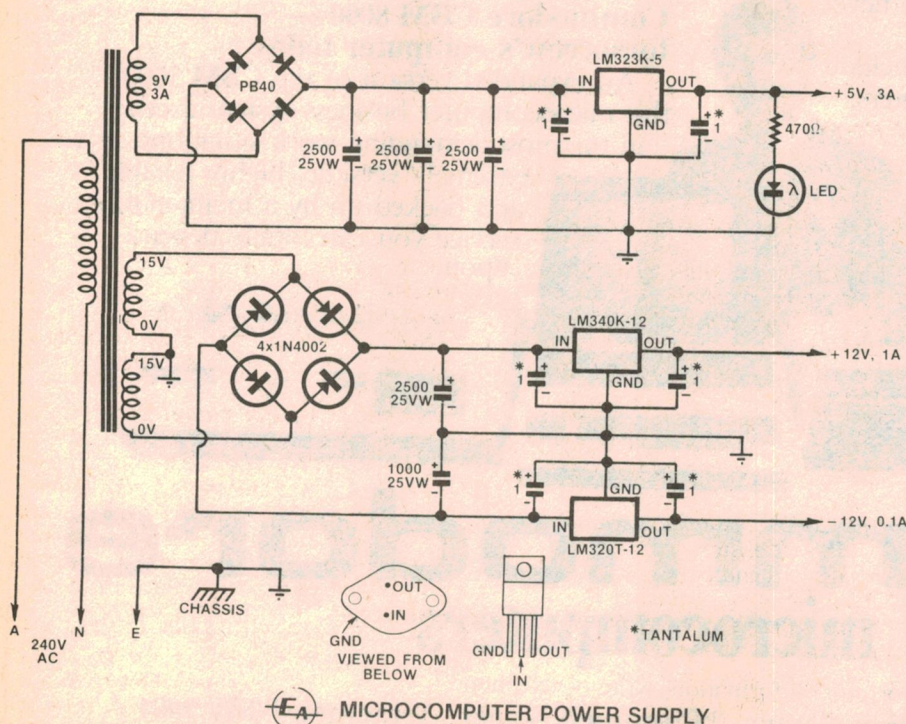 9V
3A
PB40
2500
25VW
2500
25VW
2500
25VW
*
1
+
-
IN
LM323K-5
OUT
GND
+*
1
-
+5V, 3A
470Ω
λ LED
15V
0V
15V
0V
4x1N4002
2500
25VW
1000
25VW
IN
LM340K-12
OUT
GND
*
1
*
1
+12V, 1A
*
1
*
1
GND
IN
OUT
LM320T-12
-12V, 0.1A
A
240V
AC
N
E
CHASSIS
OUT
IN
GND
VIEWED FROM
BELOW
GND
OUT
IN
*TANTALUM
EA MICROCOMPUTER POWER SUPPLY